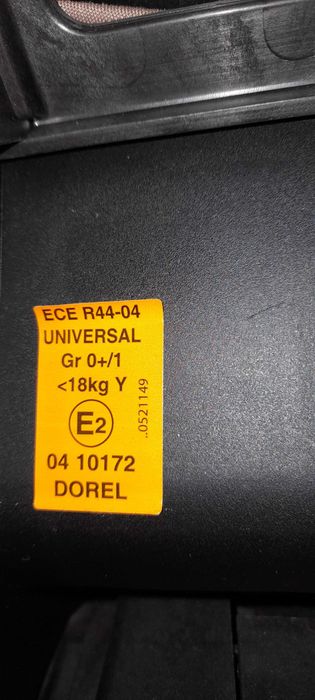 ECE R44-04
UNIVERSAL
Gr 0+/1
<18kg Y
E2
..0521149
04 10172
DOREL